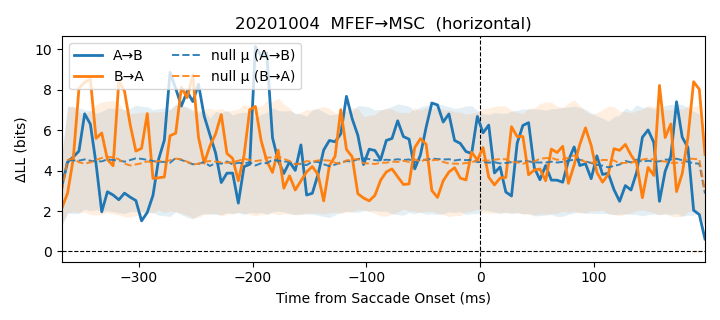 20201004  MFEF→MSC  (horizontal)
A→B
B→A
null μ (A→B)
null μ (B→A)
ΔLL (bits)
10
8
6
4
2
0
−300
−200
−100
0
100
Time from Saccade Onset (ms)